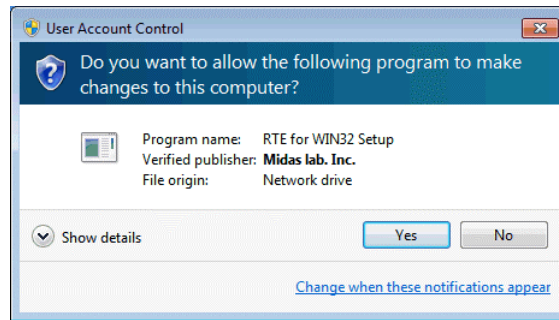 User Account Control
Do you want to allow the following program to make
changes to this computer?
Program name: RTE for WIN32 Setup
Verified publisher: Midas lab. Inc.
File origin: Network drive
Show details
Yes
No
Change when these notifications appear